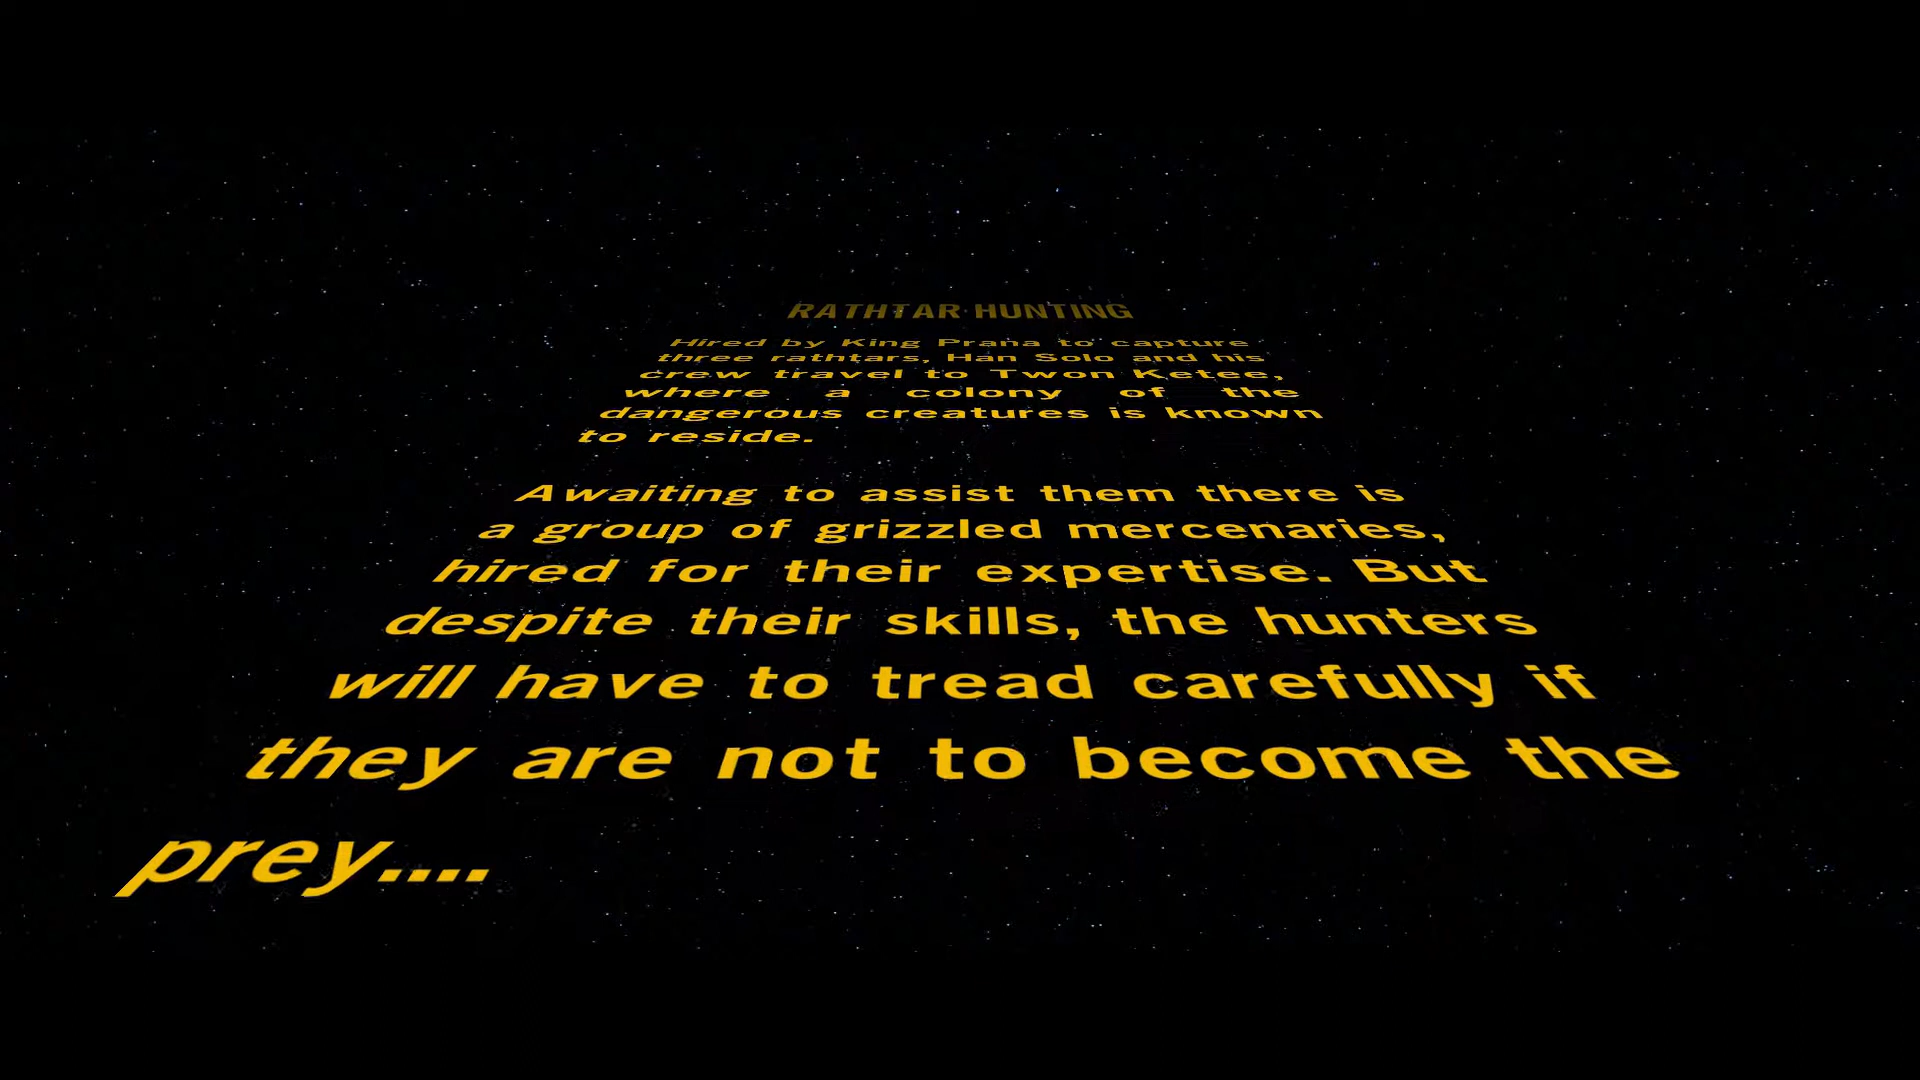 RATHTAR HUNTING
Hired by King Prana to capture
three rathtars, Han Solo and his
crew travel to Twon Ketee,
where a colony of the
dangerous creatures is known
to reside.
Awaiting to assist them there is
a group of grizzled mercenaries,
hired for their expertise. But
despite their skills, the hunters
will have to tread carefully if
they are not to become the
prey....